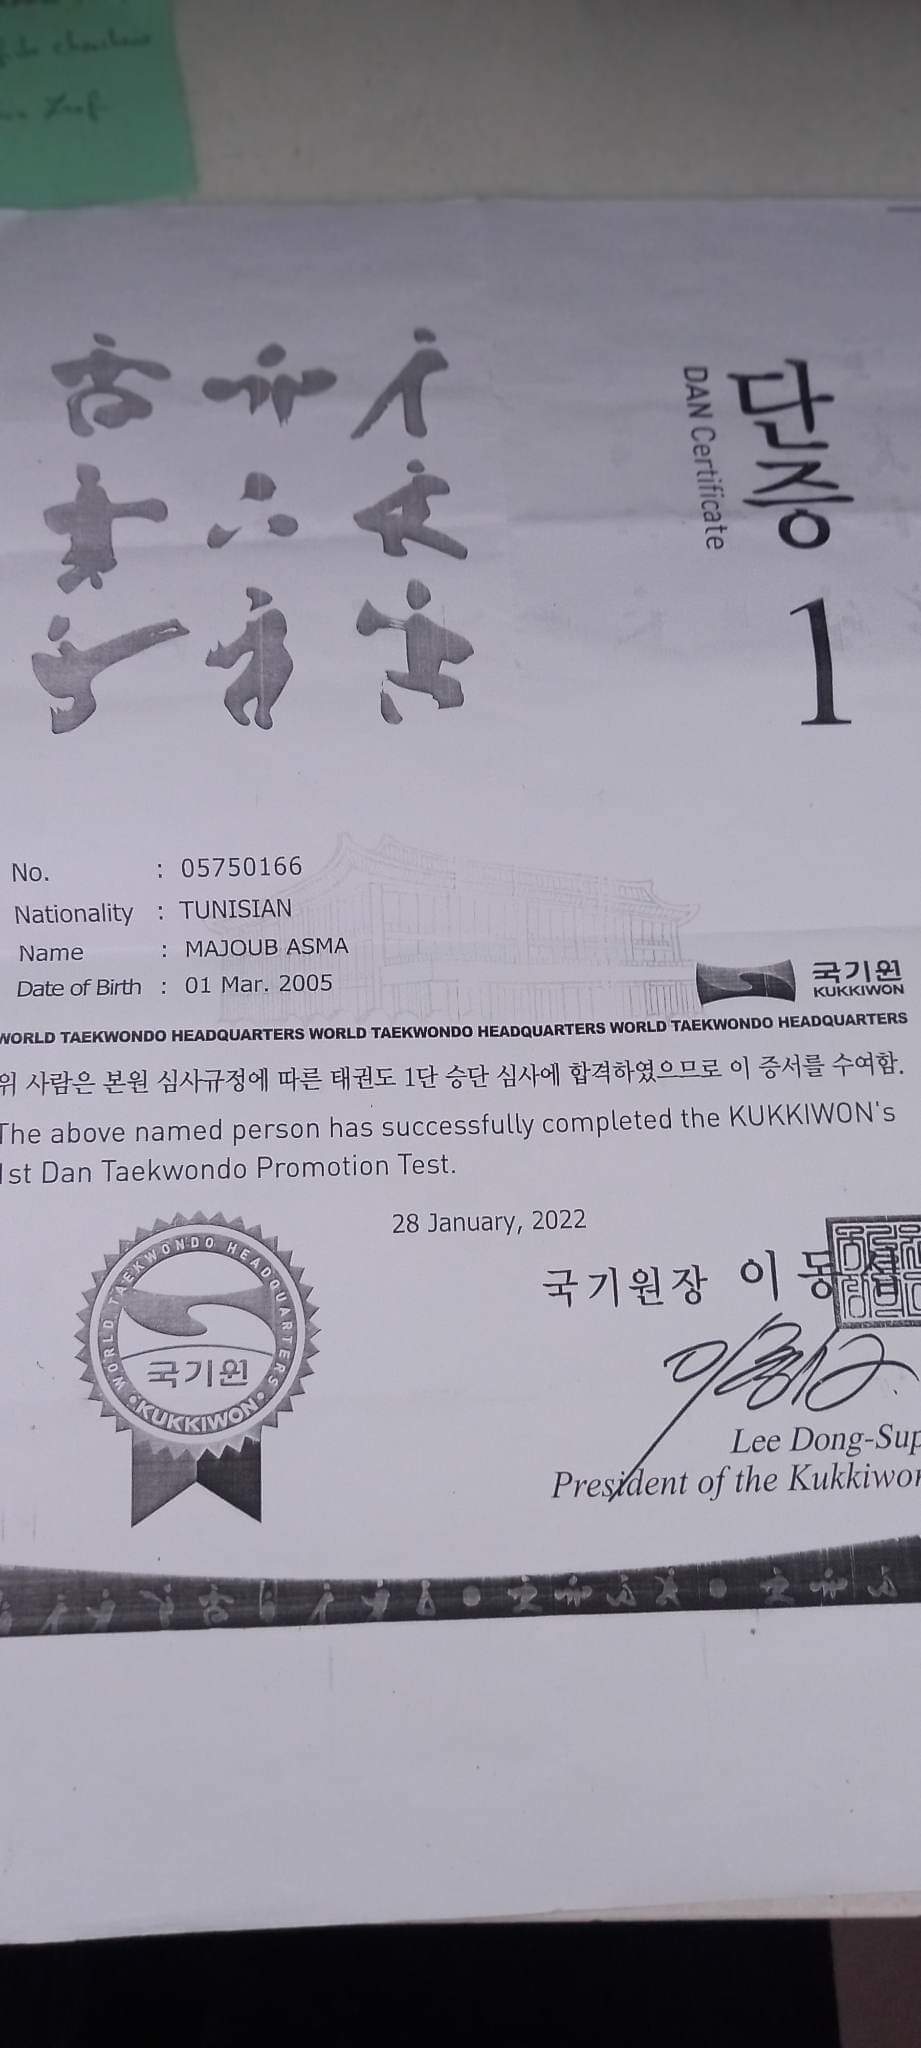 단증
DAN Certificate
1
No. : 05750166
Nationality : TUNISIAN
Name : MAJOUB ASMA
Date of Birth : 01 Mar. 2005
국기원
KUKKIWON
WORLD TAEKWONDO HEADQUARTERS WORLD TAEKWONDO HEADQUARTERS WORLD TAEKWONDO HEADQUARTERS
위 사람은 본원 심사규정에 따른 태권도 1단 승단 심사에 합격하였으므로 이 증서를 수여함.
The above named person has successfully completed the KUKKIWON's
1st Dan Taekwondo Promotion Test.
28 January, 2022
WORLD TAEKWONDO HEADQUARTERS
국기원
• KUKKIWON •
국기원장 이 동 섭
Lee Dong-Sup
President of the Kukkiwon